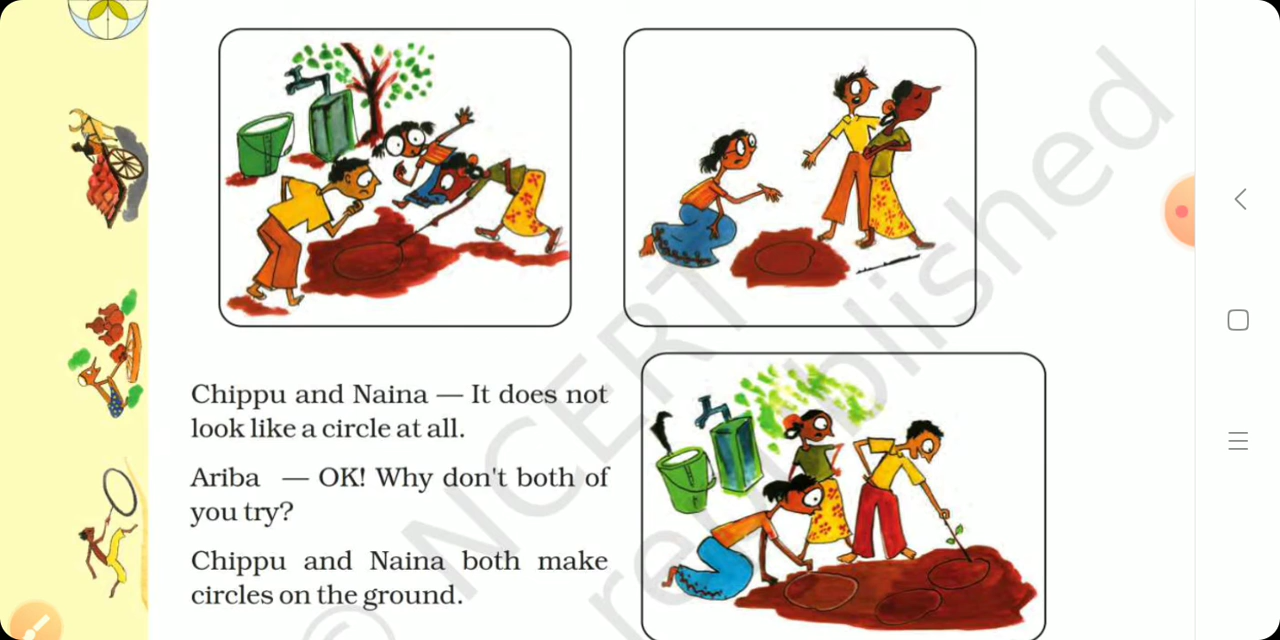 Chippu and Naina — It does not
look like a circle at all.
Ariba — OK! Why don't both of
you try?
Chippu and Naina both make
circles on the ground.
© NCERT
republished